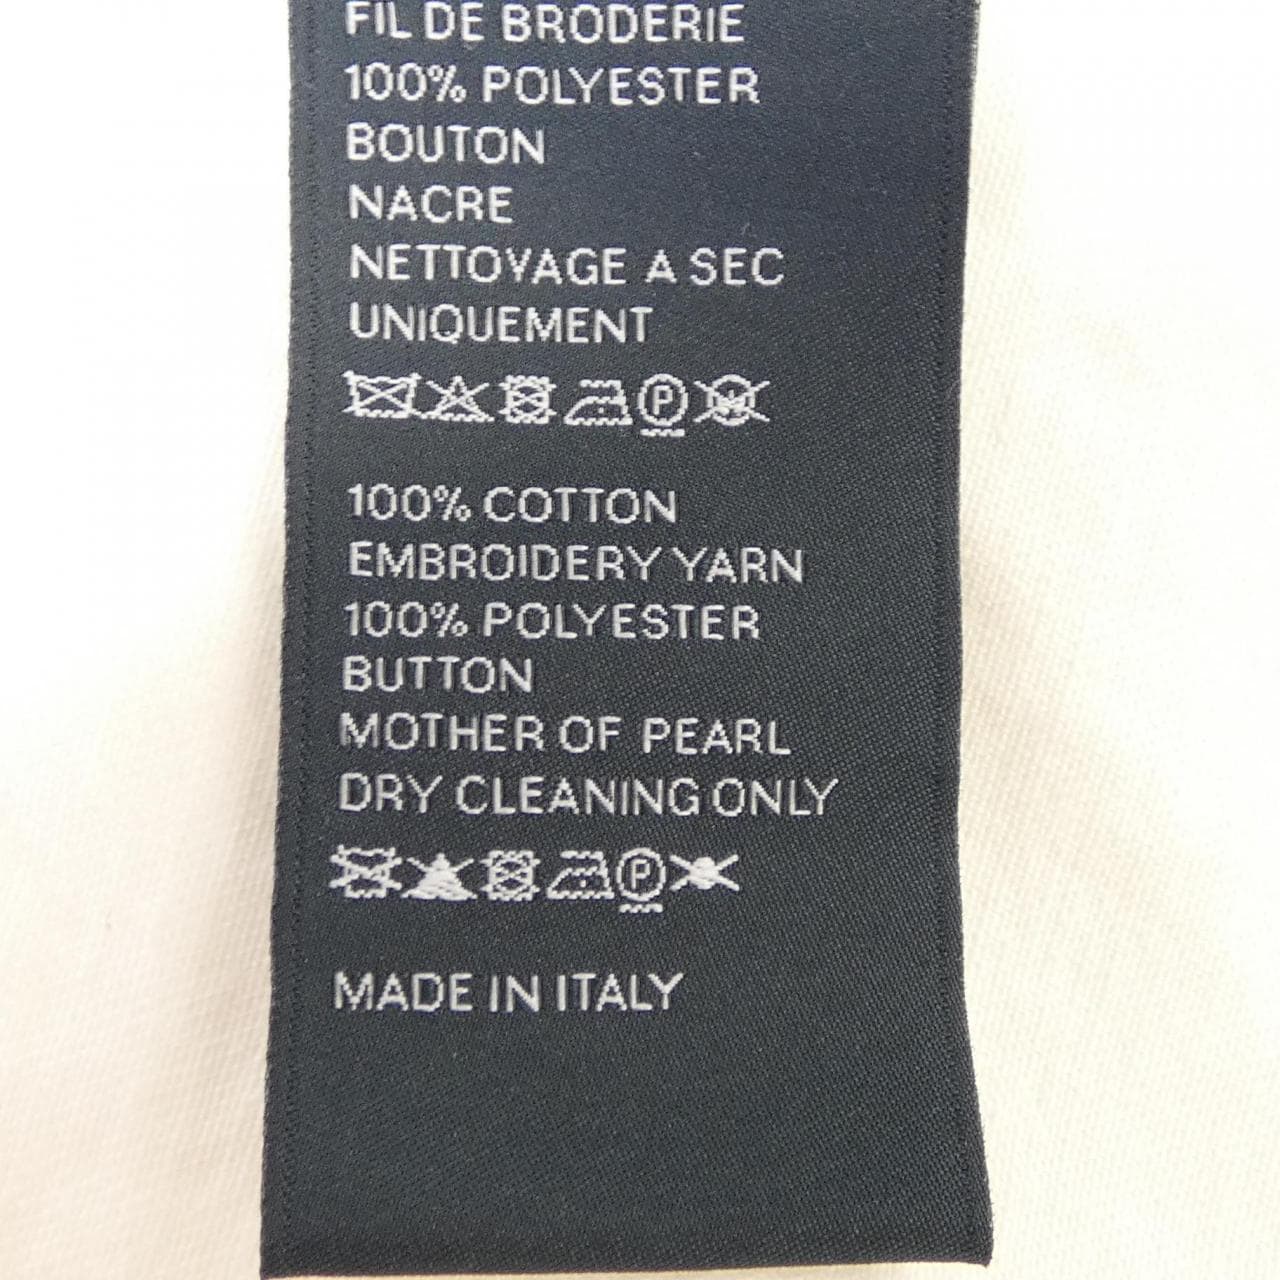 FIL DE BRODERIE
100% POLYESTER
BOUTON
NACRE
NETTOYAGE A SEC
UNIQUEMENT
P
100% COTTON
EMBROIDERY YARN
100% POLYESTER
BUTTON
MOTHER OF PEARL
DRY CLEANING ONLY
P
MADE IN ITALY